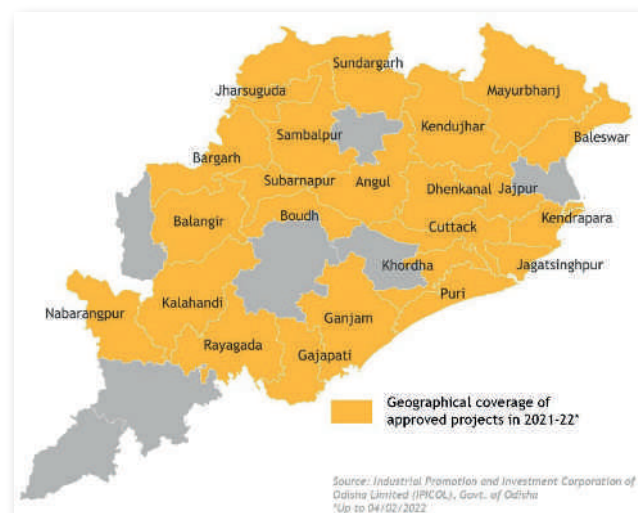 Sundargarh
Jharsuguda
Mayurbhanj
Sambalpur
Kendujhar
Baleswar
Bargarh
Subarnapur
Angul
Dhenkanal
Jajpur
Balangir
Boudh
Cuttack
Kendrapara
Khordha
Jagatsinghpur
Nabarangpur
Kalahandi
Puri
Ganjam
Rayagada
Gajapati
Geographical coverage of
approved projects in 2021-22*
Source: Industrial Promotion and Investment Corporation of
Odisha Limited (IPICOL), Govt. of Odisha
*Up to 04/02/2022